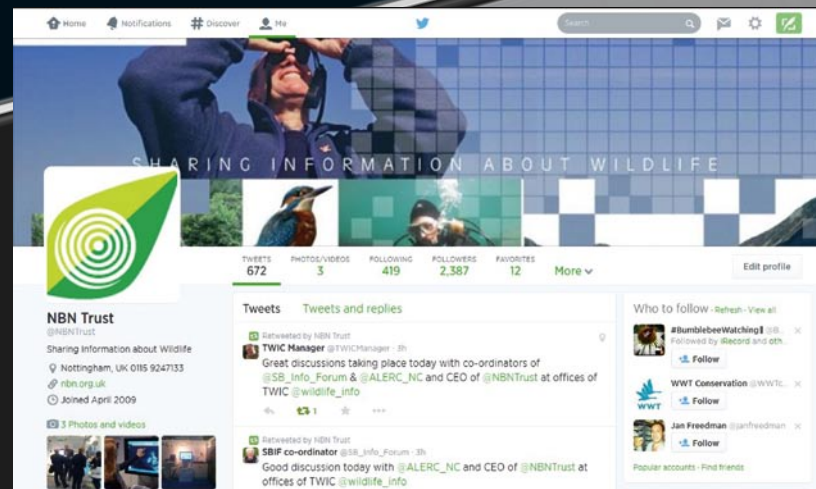 Home Notifications # Discover Me Search
SHARING INFORMATION ABOUT WILDLIFE
TWEETS PHOTOS/VIDEOS FOLLOWING FOLLOWERS FAVORITES
672 3 419 2,387 12 More Edit profile
NBN Trust
@NBNTrust
Sharing Information about Wildlife
Nottingham, UK 0115 9247133
nbn.org.uk
Joined April 2009
3 Photos and videos
Tweets Tweets and replies
Retweeted by NBN Trust
TWIC Manager @TWICManager · 3h
Great discussions taking place today with co-ordinators of
@SB_Info_Forum & @ALERC_NC and CEO of @NBNTrust at offices of
TWIC @wildlife_info
1
Retweeted by NBN Trust
SBIF co-ordinator @SB_Info_Forum · 3h
Good discussion today with @ALERC_NC and CEO of @NBNTrust at
offices of TWIC @wildlife_info
Who to follow · Refresh · View all
#BumblebeeWatching @B...
Followed by iRecord and oth...
Follow
WWT Conservation @WWTc...
WWT
Follow
Jan Freedman @janfreedman
Follow
Popular accounts · Find friends